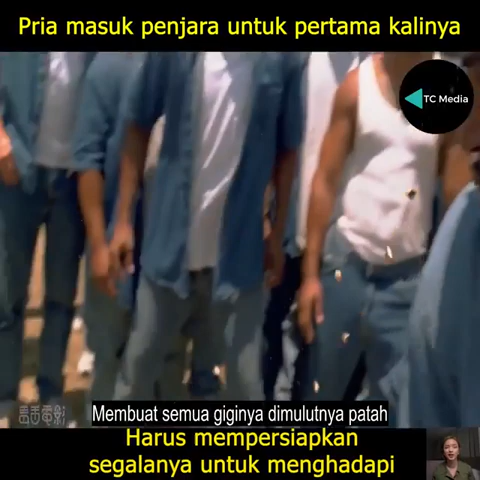 Pria masuk penjara untuk pertama kalinya
TC Media
Membuat semua giginya dimulutnya patah
Harus mempersiapkan
segalanya untuk menghadapi